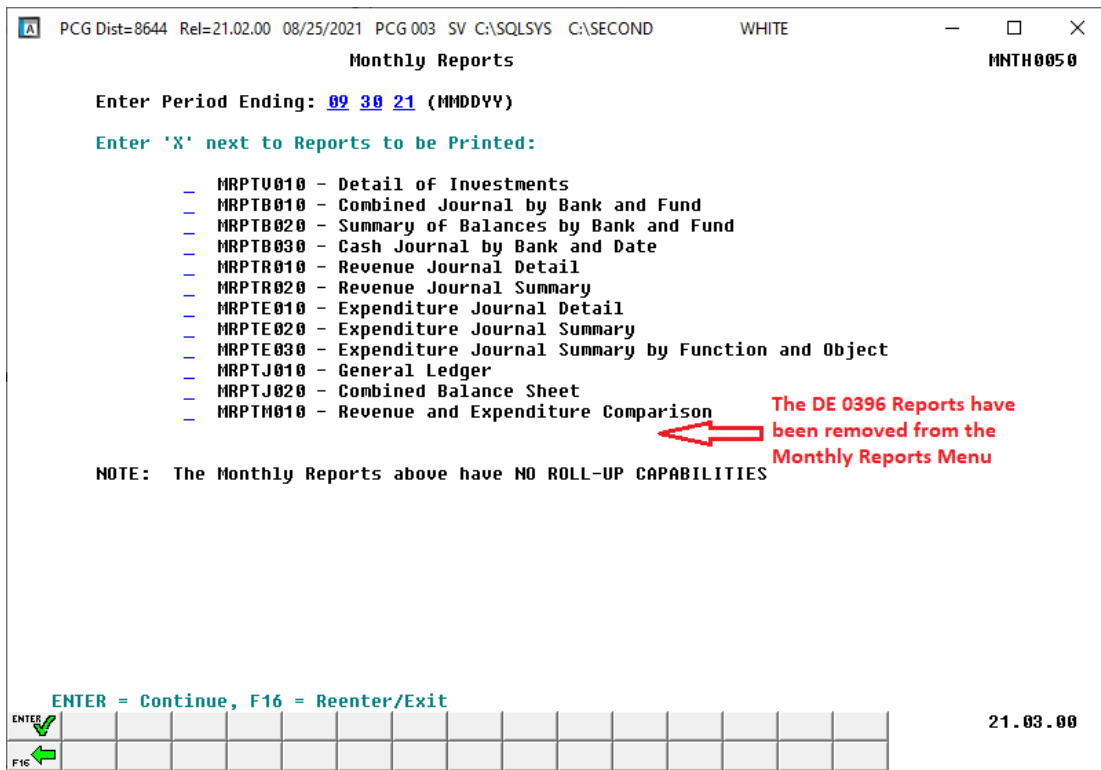 A PCG Dist=8644 Rel=21.02.00 08/25/2021 PCG 003 SV C:\SQLSYS C:\SECOND WHITE
Monthly Reports MNTH0050
Enter Period Ending: 09 30 21 (MMDDYY)
Enter 'X' next to Reports to be Printed:
_ MRPTV010 - Detail of Investments
_ MRPTB010 - Combined Journal by Bank and Fund
_ MRPTB020 - Summary of Balances by Bank and Fund
_ MRPTB030 - Cash Journal by Bank and Date
_ MRPTR010 - Revenue Journal Detail
_ MRPTR020 - Revenue Journal Summary
_ MRPTE010 - Expenditure Journal Detail
_ MRPTE020 - Expenditure Journal Summary
_ MRPTE030 - Expenditure Journal Summary by Function and Object
_ MRPTJ010 - General Ledger
_ MRPTJ020 - Combined Balance Sheet
_ MRPTM010 - Revenue and Expenditure Comparison
The DE 0396 Reports have
been removed from the
Monthly Reports Menu
NOTE: The Monthly Reports above have NO ROLL-UP CAPABILITIES
ENTER = Continue, F16 = Reenter/Exit
ENTER
21.03.00
F16